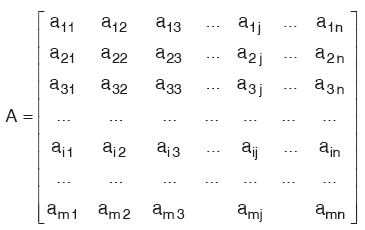 a11 a12 a13 ... a1j ... a1n
a21 a22 a23 ... a2j ... a2n
a31 a32 a33 ... a3j ... a3n
A = ... ... ... ... ... ... ...
ai1 ai2 ai3 ... aij ... ain
... ... ... ... ... ... ...
am1 am2 am3 amj amn